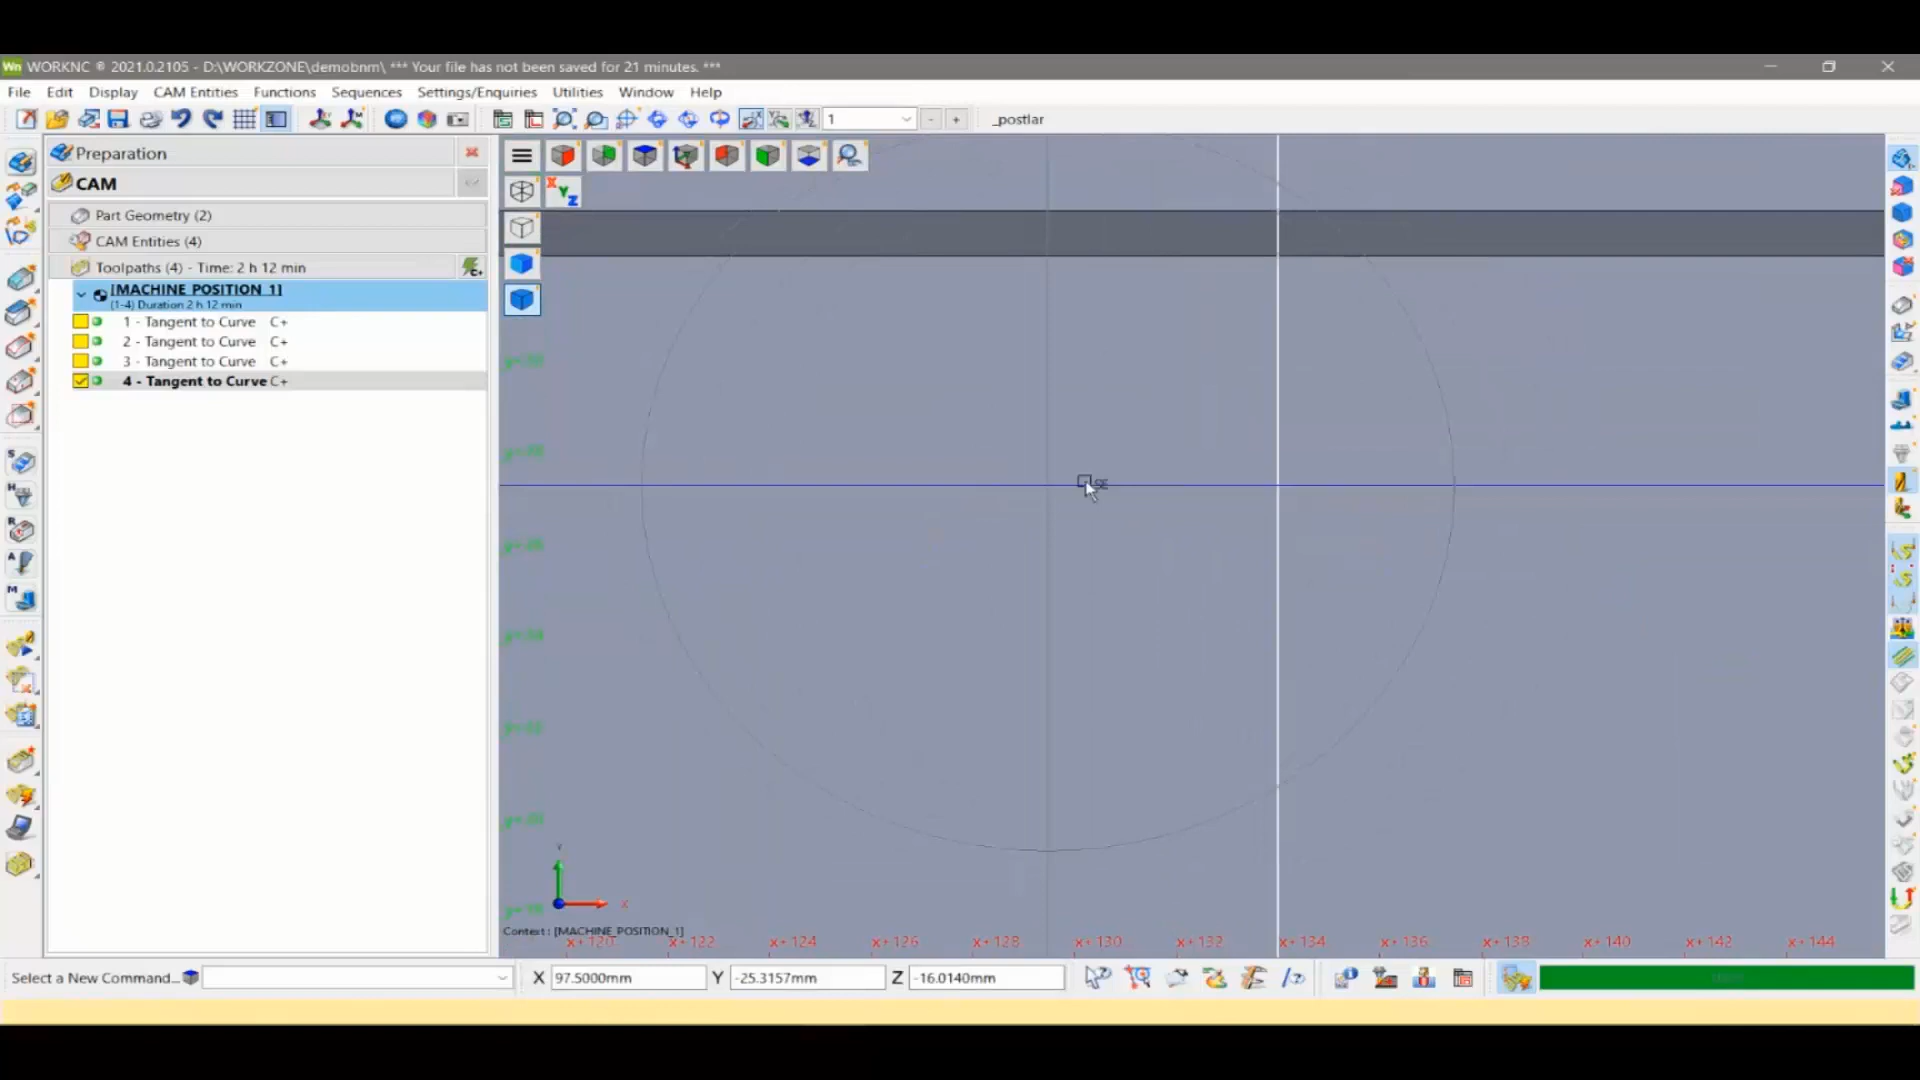 WORKNC ® 2021.0.2105 - D:\WORKZONE\demobnm\ *** Your file has not been saved for 21 minutes. ***
File Edit Display CAM Entities Functions Sequences Settings/Enquiries Utilities Window Help
1 - + _postlar
Preparation
CAM
Part Geometry (2)
CAM Entities (4)
Toolpaths (4) - Time: 2 h 12 min
[MACHINE POSITION 1]
(1-4) Duration 2 h 12 min
1 - Tangent to Curve C+
2 - Tangent to Curve C+
3 - Tangent to Curve C+
4 - Tangent to Curve C+
X
Y
Z
Y
X
Context : [MACHINE_POSITION_1]
x+120 x+122 x+124 x+126 x+128 x+130 x+132 x+134 x+136 x+138 x+140 x+142 x+144
Select a New Command... X 97.5000mm Y -25.3157mm Z -16.0140mm